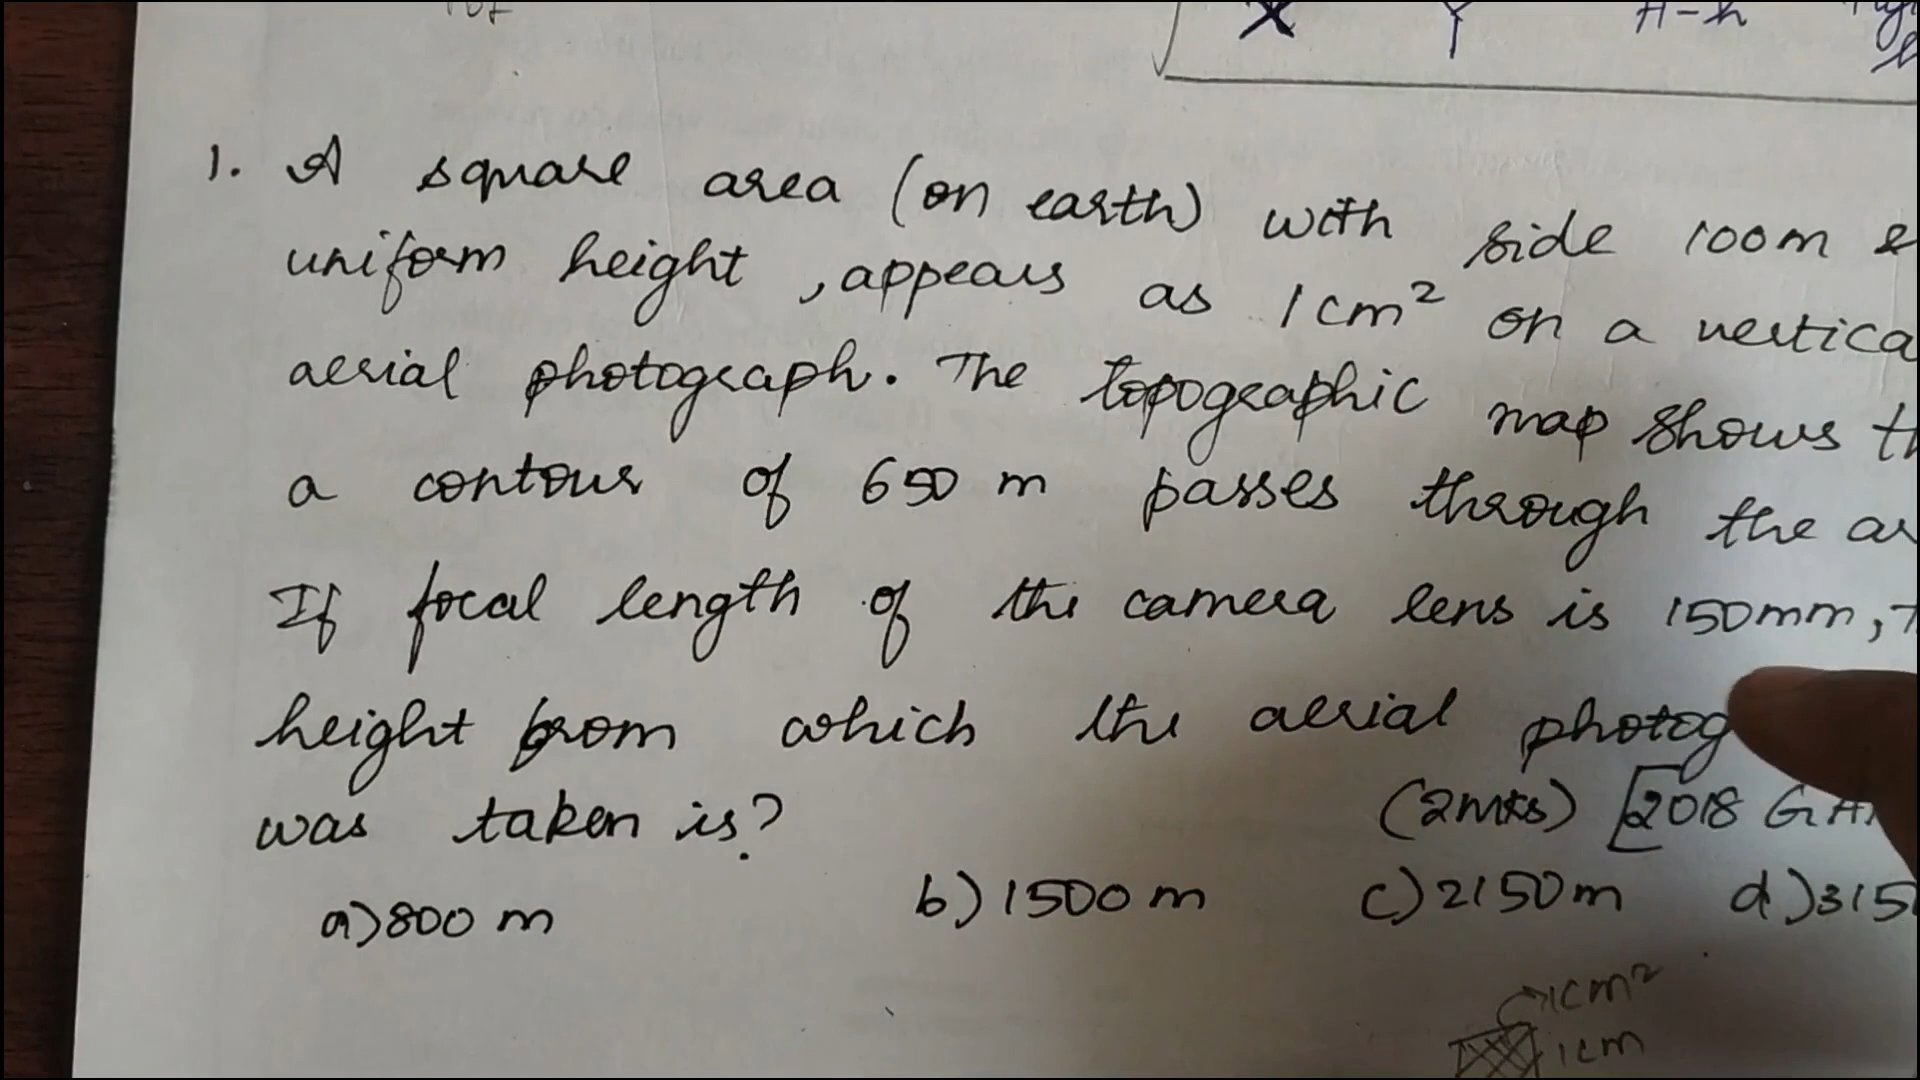 X Y H-h
1. A square area (on earth) with side 100m &
uniform height, appears as 1cm² on a vertica
aerial photograph. The topographic map shows th
a contour of 650 m passes through the ar
If focal length of the camera lens is 150mm,
height from which the aerial photog
was taken is? (2mks) [2018 GA
a) 800 m b) 1500 m c) 2150m d) 315
1cm²
1cm